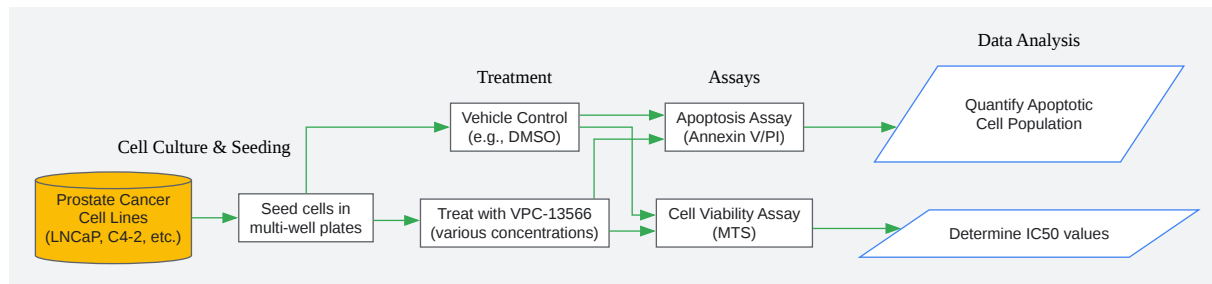 Cell Culture & Seeding
Prostate Cancer
Cell Lines
(LNCaP, C4-2, etc.)
Seed cells in
multi-well plates
Treatment
Vehicle Control
(e.g., DMSO)
Treat with VPC-13566
(various concentrations)
Assays
Apoptosis Assay
(Annexin V/PI)
Cell Viability Assay
(MTS)
Data Analysis
Quantify Apoptotic
Cell Population
Determine IC50 values